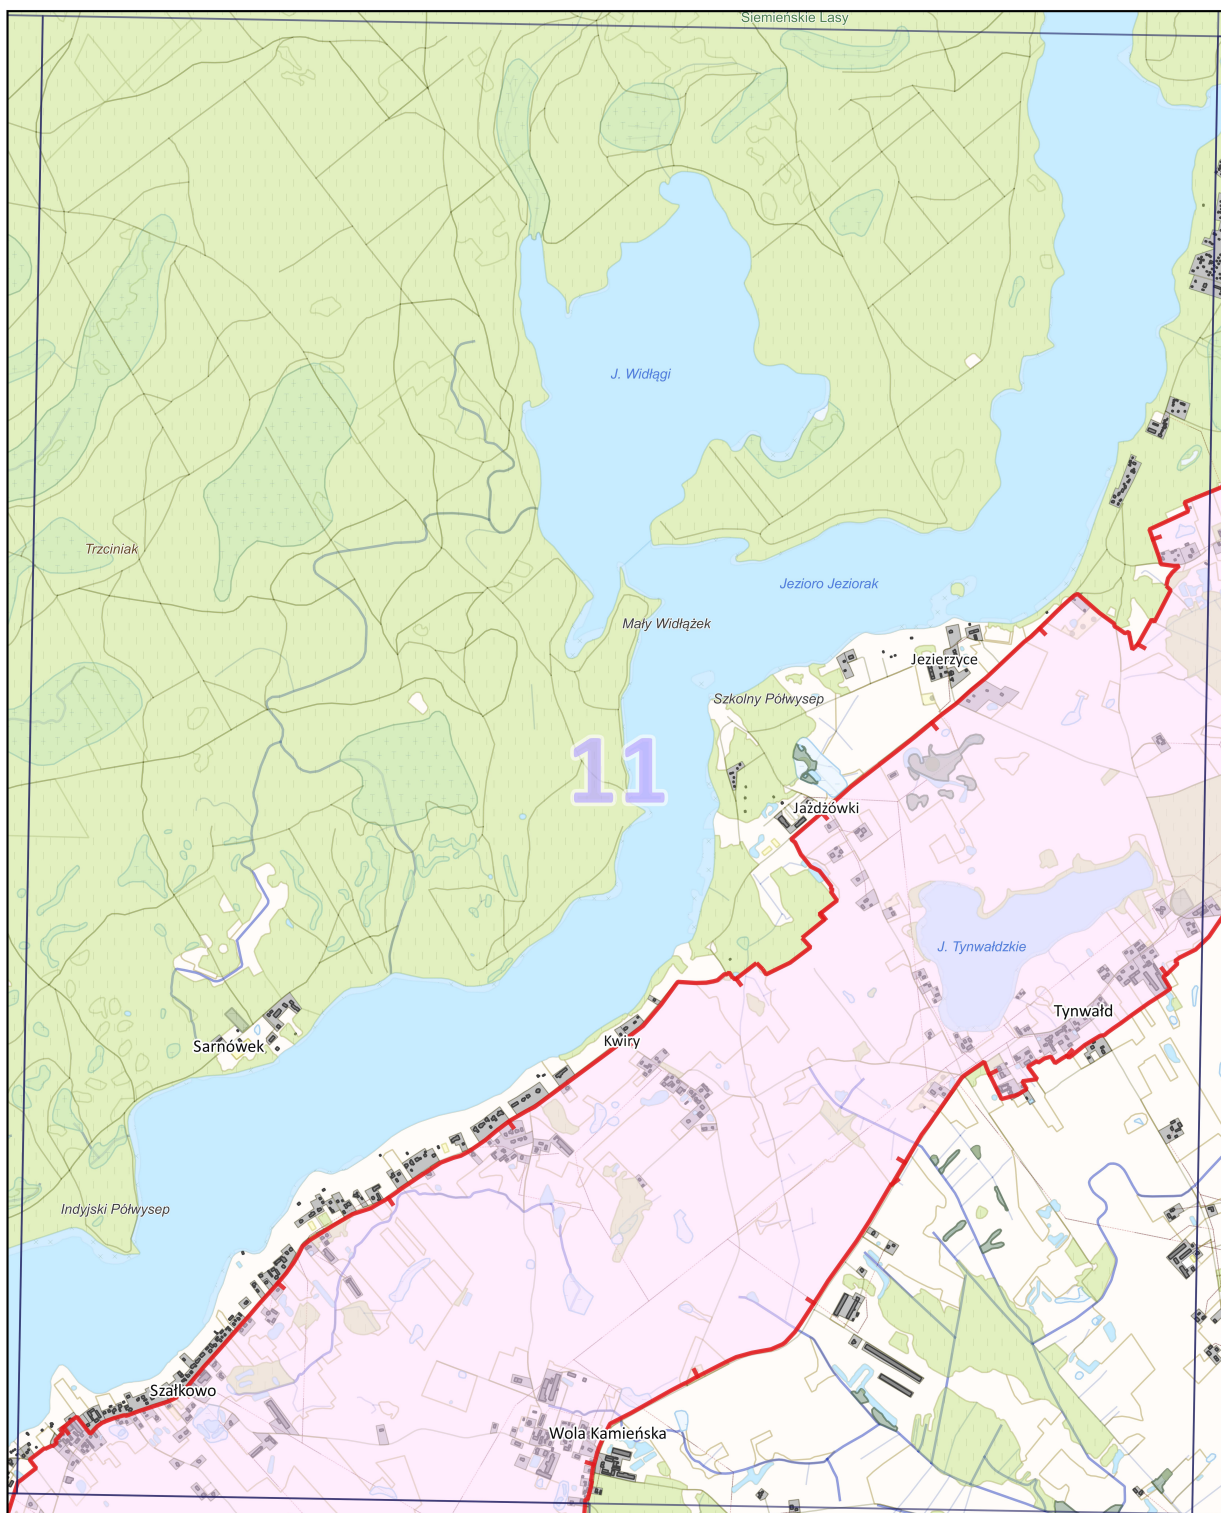 Siemieńskie Lasy
J. Widłągi
Trzciniak
Jezioro Jeziorak
Mały Widłążek
Jezierzyce
Szkolny Półwysep
11
Jażdżówki
J. Tynwałdzkie
Tynwałd
Kwiry
Sarnówek
Indyjski Półwysep
Szałkowo
Wola Kamieńska